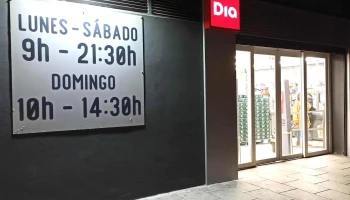 LUNES - SÁBADO
9h - 21:30h
DOMINGO
10h - 14:30h
Dia